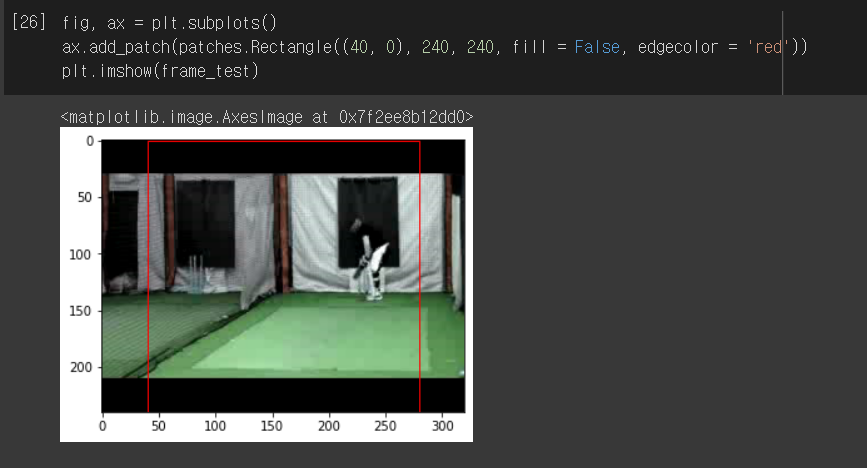 [26] fig, ax = plt.subplots()
ax.add_patch(patches.Rectangle((40, 0), 240, 240, fill = False, edgecolor = 'red'))
plt.imshow(frame_test)
<matplotlib.image.AxesImage at 0x7f2ee8b12dd0>
0
50
100
150
200
0 50 100 150 200 250 300